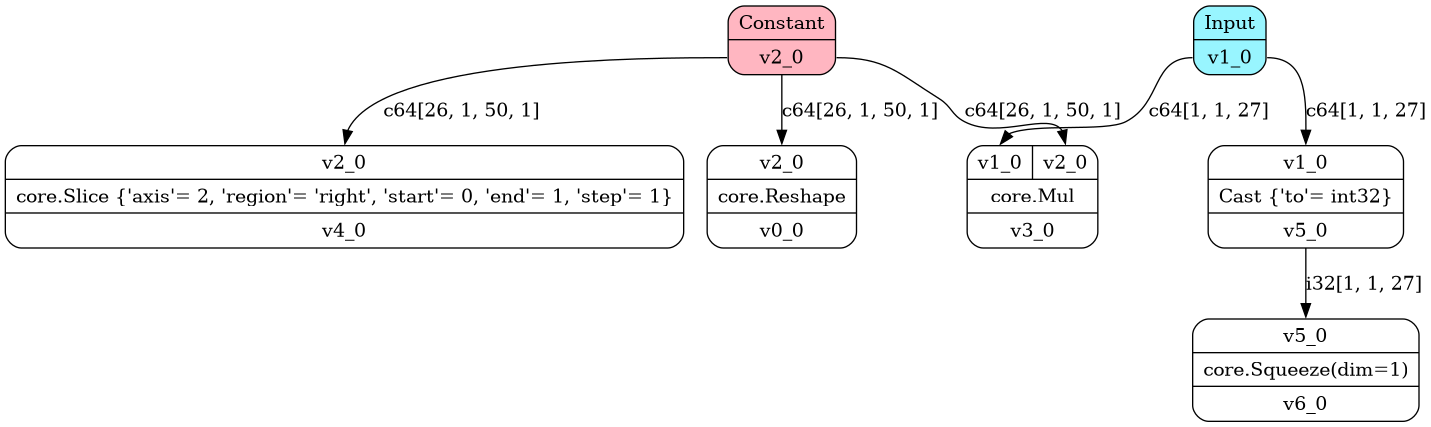 Constant
v2_0
Input
v1_0
c64[26, 1, 50, 1]
c64[26, 1, 50, 1]
c64[26, 1, 50, 1]
c64[1, 1, 27]
c64[1, 1, 27]
v2_0
core.Slice {'axis'= 2, 'region'= 'right', 'start'= 0, 'end'= 1, 'step'= 1}
v4_0
v2_0
core.Reshape
v0_0
v1_0 v2_0
core.Mul
v3_0
v1_0
Cast {'to'= int32}
v5_0
i32[1, 1, 27]
v5_0
core.Squeeze(dim=1)
v6_0